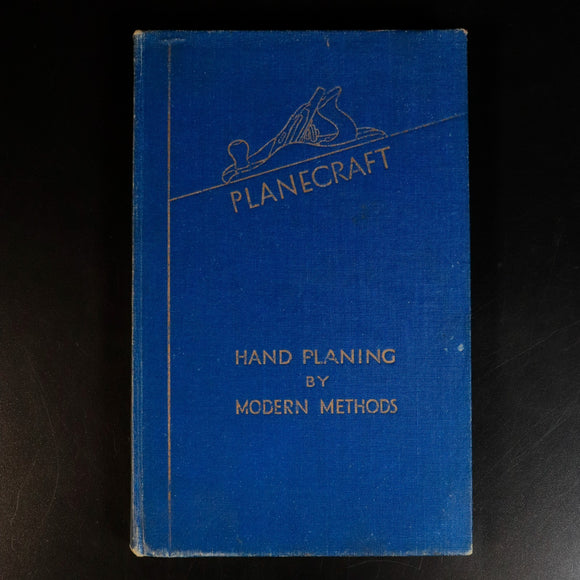 PLANECRAFT
HAND PLANING
BY
MODERN METHODS